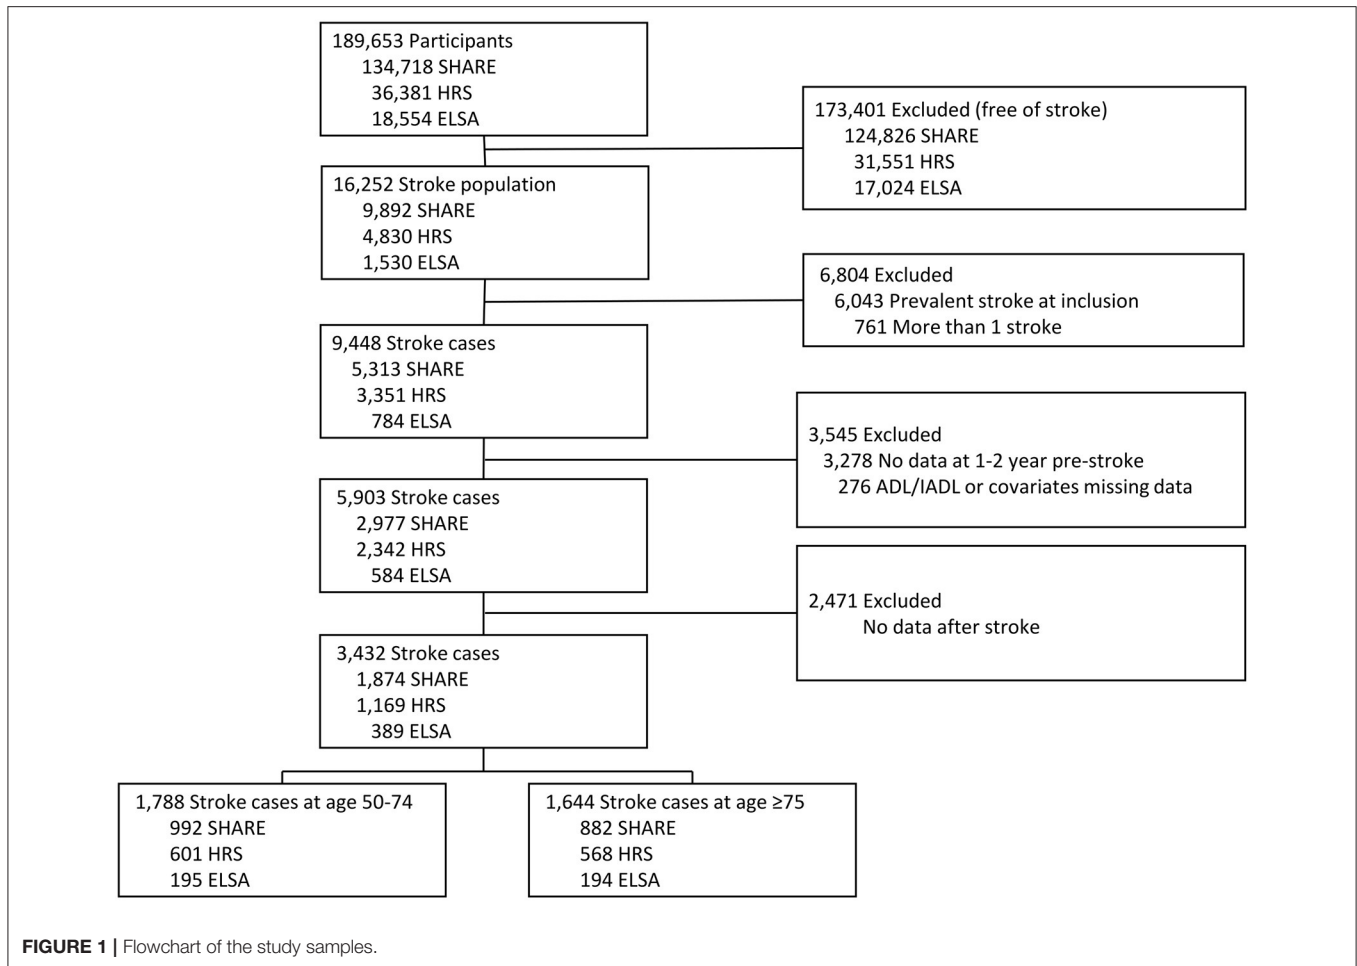 189,653 Participants
134,718 SHARE
36,381 HRS
18,554 ELSA
173,401 Excluded (free of stroke)
124,826 SHARE
31,551 HRS
17,024 ELSA
16,252 Stroke population
9,892 SHARE
4,830 HRS
1,530 ELSA
6,804 Excluded
6,043 Prevalent stroke at inclusion
761 More than 1 stroke
9,448 Stroke cases
5,313 SHARE
3,351 HRS
784 ELSA
3,545 Excluded
3,278 No data at 1-2 year pre-stroke
276 ADL/IADL or covariates missing data
5,903 Stroke cases
2,977 SHARE
2,342 HRS
584 ELSA
2,471 Excluded
No data after stroke
3,432 Stroke cases
1,874 SHARE
1,169 HRS
389 ELSA
1,788 Stroke cases at age 50-74
992 SHARE
601 HRS
195 ELSA
1,644 Stroke cases at age ≥75
882 SHARE
568 HRS
194 ELSA
FIGURE 1 | Flowchart of the study samples.